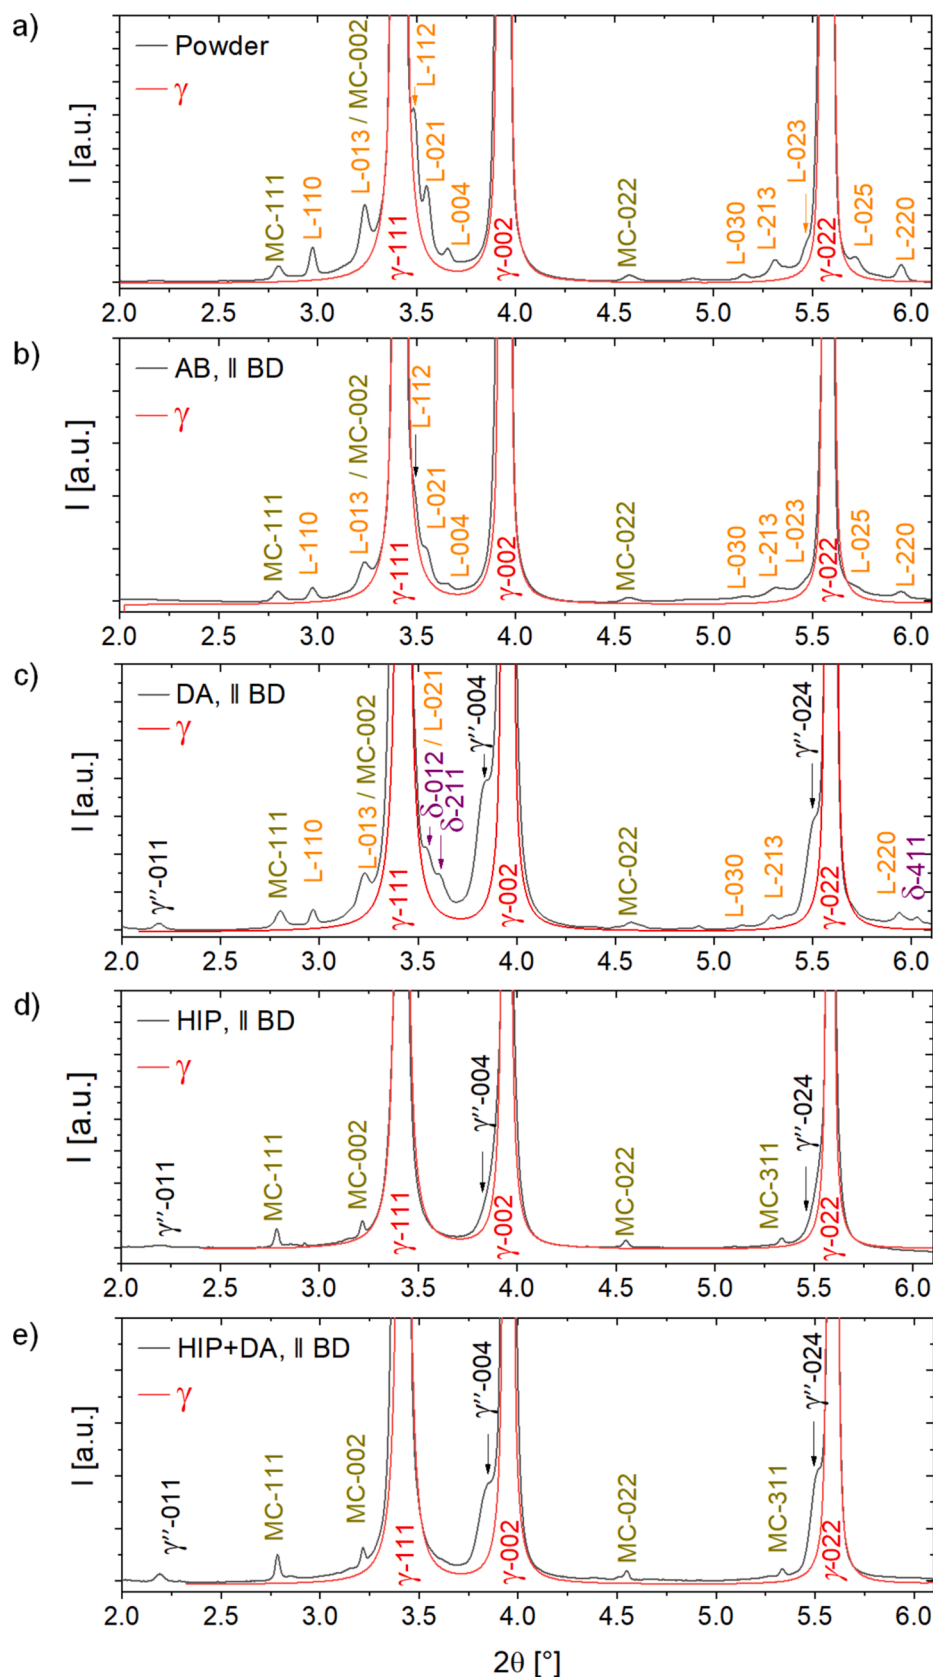 a)
Powder
γ
I [a.u.]
MC-111
L-110
L-013 / MC-002
L-112
L-021
L-004
γ-111
γ-002
MC-022
L-030
L-213
L-023
γ-022
L-025
L-220
2.0 2.5 3.0 3.5 4.0 4.5 5.0 5.5 6.0
b)
AB, ǁ BD
γ
I [a.u.]
MC-111
L-110
L-013 / MC-002
L-112
L-021
L-004
γ-111
γ-002
MC-022
L-030
L-213
L-023
γ-022
L-025
L-220
2.0 2.5 3.0 3.5 4.0 4.5 5.0 5.5 6.0
c)
DA, ǁ BD
γ
I [a.u.]
γ''-011
MC-111
L-110
L-013 / MC-002
γ-111
δ-012 / L-021
δ-211
γ''-004
γ-002
MC-022
L-030
L-213
γ''-024
γ-022
L-220
δ-411
2.0 2.5 3.0 3.5 4.0 4.5 5.0 5.5 6.0
d)
HIP, ǁ BD
γ
I [a.u.]
γ''-011
MC-111
MC-002
γ-111
γ''-004
γ-002
MC-022
MC-311
γ''-024
γ-022
2.0 2.5 3.0 3.5 4.0 4.5 5.0 5.5 6.0
e)
HIP+DA, ǁ BD
γ
I [a.u.]
γ''-011
MC-111
MC-002
γ-111
γ''-004
γ-002
MC-022
MC-311
γ''-024
γ-022
2.0 2.5 3.0 3.5 4.0 4.5 5.0 5.5 6.0
2θ [°]